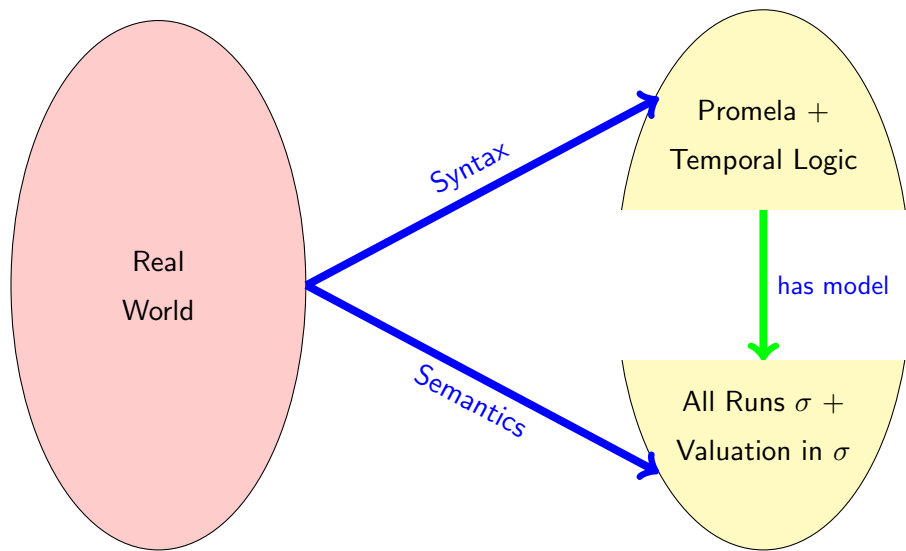 Real
World
Syntax
Semantics
Promela +
Temporal Logic
has model
All Runs σ +
Valuation in σ